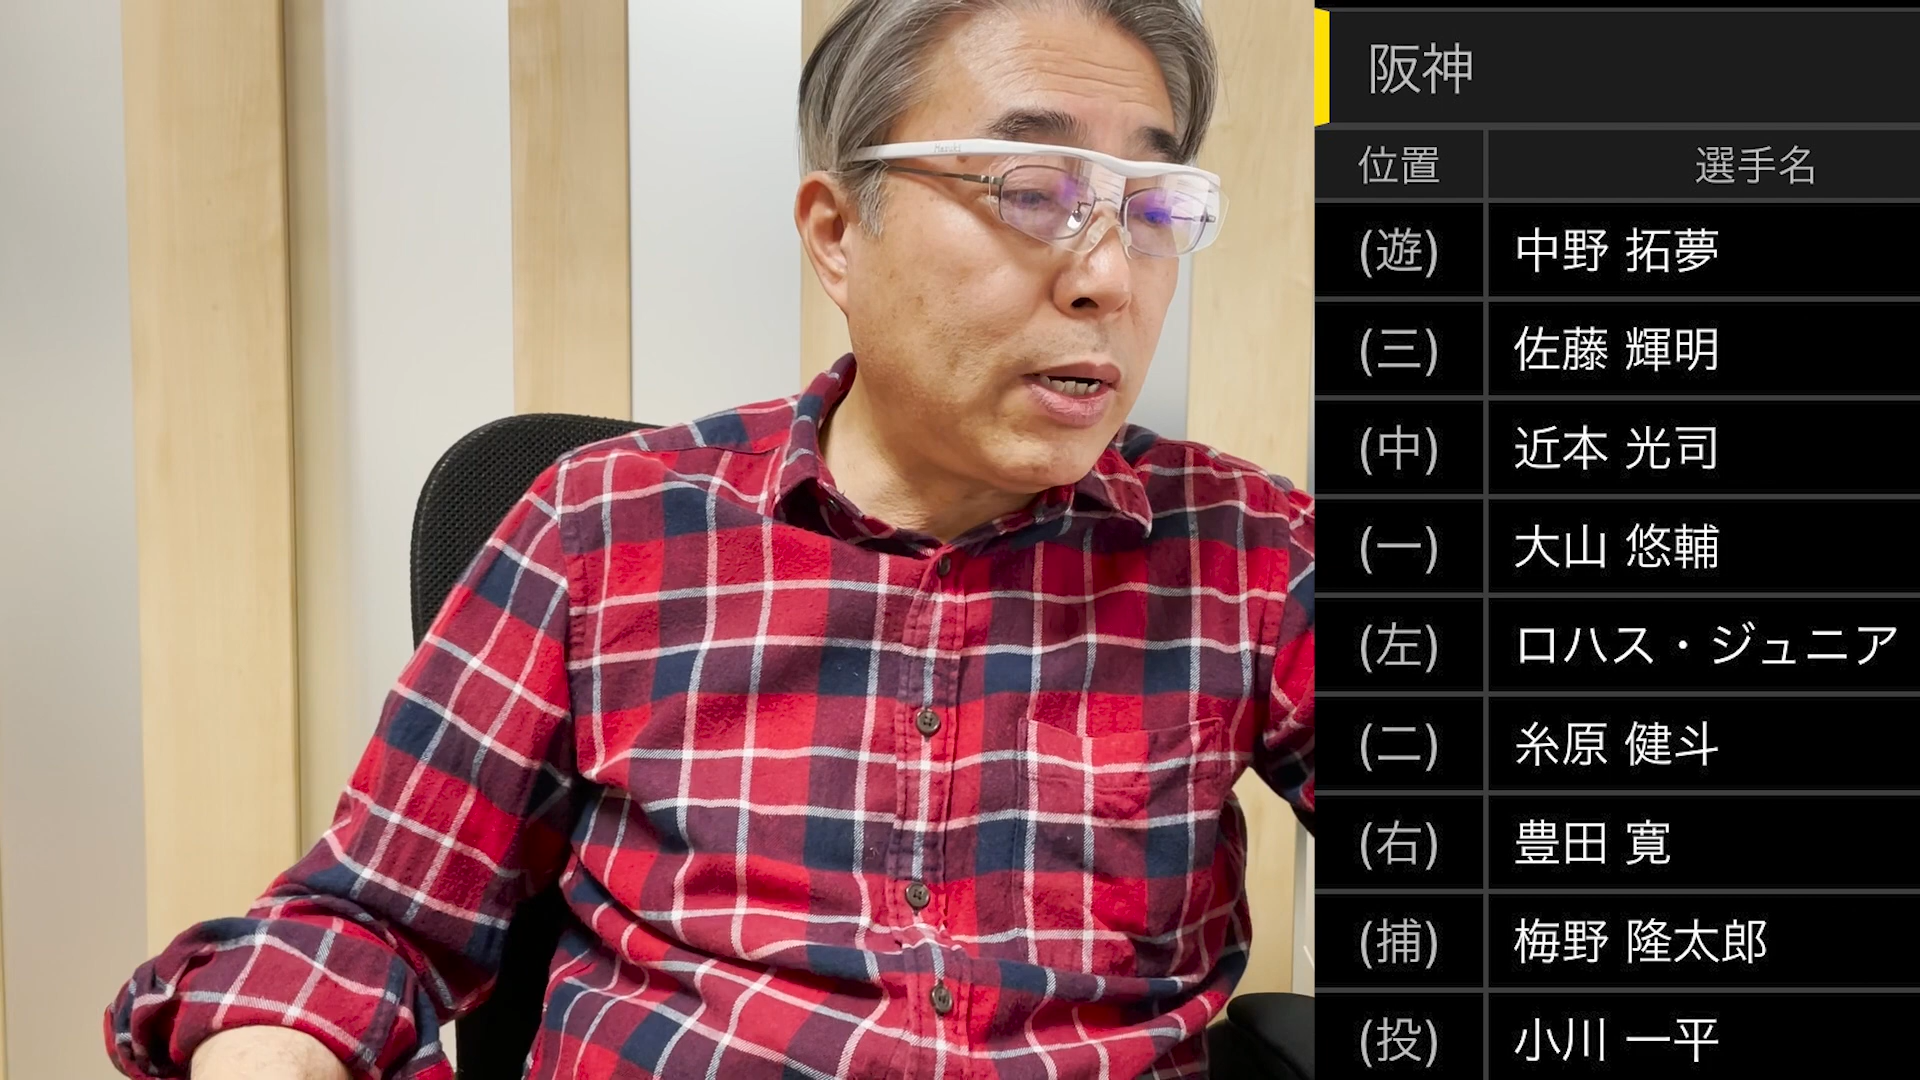 阪神
位置 選手名
(遊) 中野 拓夢
(三) 佐藤 輝明
(中) 近本 光司
(一) 大山 悠輔
(左) ロハス・ジュニア
(二) 糸原 健斗
(右) 豊田 寛
(捕) 梅野 隆太郎
(投) 小川 一平
Hazuki